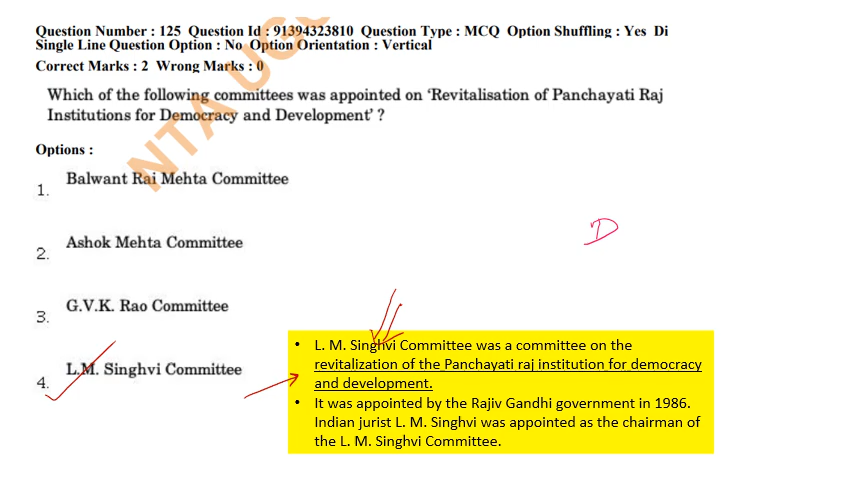 Question Number : 125 Question Id : 91394323810 Question Type : MCQ Option Shuffling : Yes Di
Single Line Question Option : No Option Orientation : Vertical
Correct Marks : 2 Wrong Marks : 0
Which of the following committees was appointed on ‘Revitalisation of Panchayati Raj
Institutions for Democracy and Development’ ?
Options :
1. Balwant Rai Mehta Committee
2. Ashok Mehta Committee
D
3. G.V.K. Rao Committee
4. L.M. Singhvi Committee
• L. M. Singhvi Committee was a committee on the
revitalization of the Panchayati raj institution for democracy
and development.
• It was appointed by the Rajiv Gandhi government in 1986.
Indian jurist L. M. Singhvi was appointed as the chairman of
the L. M. Singhvi Committee.
NTA UG